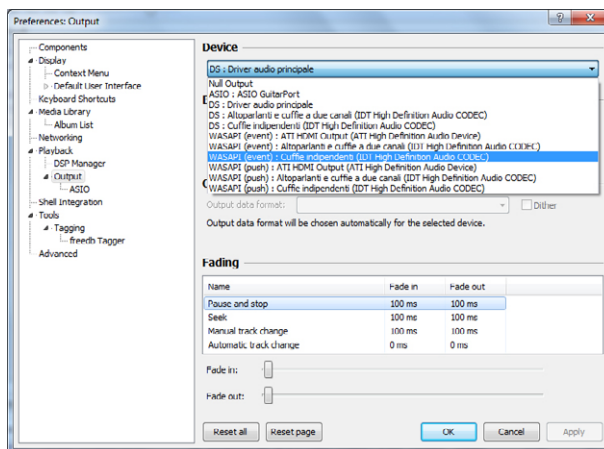 Preferences: Output
Components
Display
Context Menu
Default User Interface
Keyboard Shortcuts
Media Library
Album List
Networking
Playback
DSP Manager
Output
ASIO
Shell Integration
Tools
Tagging
freedb Tagger
Advanced
Device
DS : Driver audio principale
Null Output
ASIO : ASIO GuitarPort
DS : Driver audio principale
DS : Altoparlanti e cuffie a due canali (IDT High Definition Audio CODEC)
DS : Cuffie indipendenti (IDT High Definition Audio CODEC)
WASAPI (event) : ATI HDMI Output (ATI High Definition Audio Device)
WASAPI (event) : Altoparlanti e cuffie a due canali (IDT High Definition Audio CODEC)
WASAPI (event) : Cuffie indipendenti (IDT High Definition Audio CODEC)
WASAPI (push) : ATI HDMI Output (ATI High Definition Audio Device)
WASAPI (push) : Altoparlanti e cuffie a due canali (IDT High Definition Audio CODEC)
WASAPI (push) : Cuffie indipendenti (IDT High Definition Audio CODEC)
Output data format:
Dither
Output data format will be chosen automatically for the selected device.
Fading
Name Fade in Fade out
Pause and stop 100 ms 100 ms
Seek 100 ms 100 ms
Manual track change 100 ms 100 ms
Automatic track change 0 ms 0 ms
Fade in:
Fade out:
Reset all Reset page OK Cancel Apply